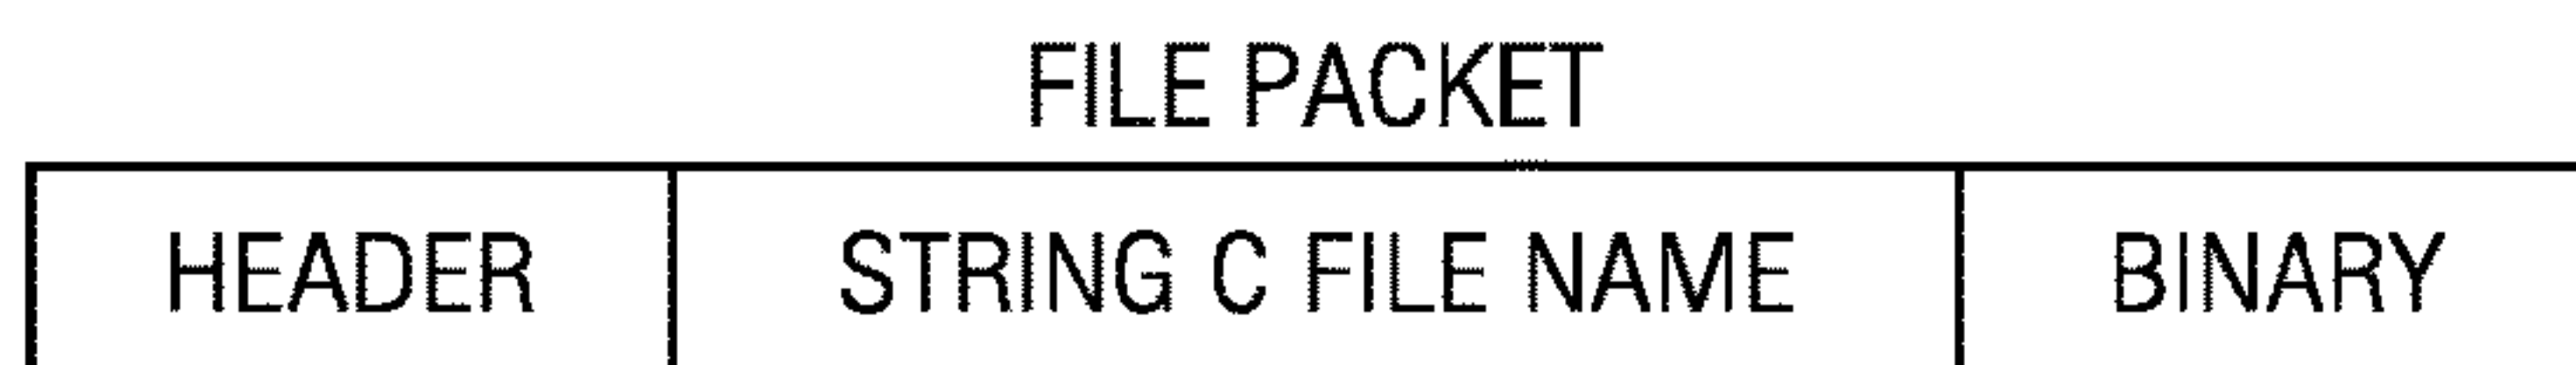 FILE PACKET
HEADER STRING C FILE NAME BINARY